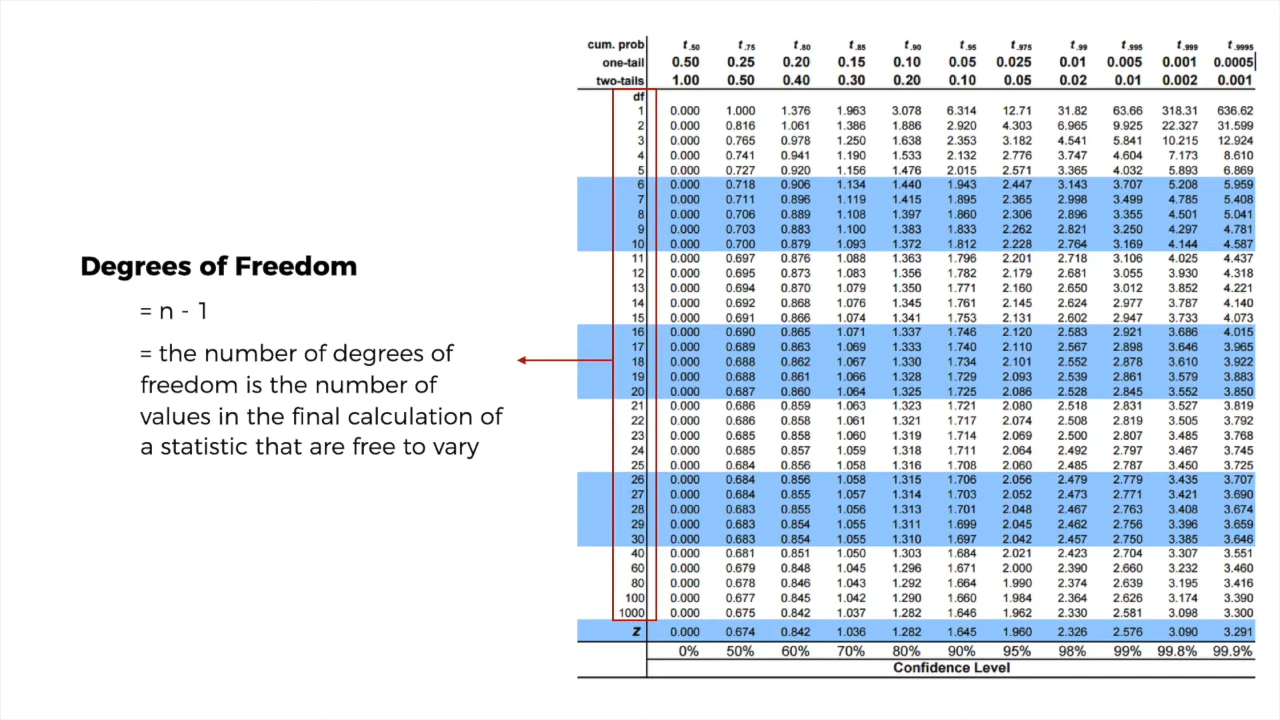 Degrees of Freedom
= n - 1
= the number of degrees of
freedom is the number of
values in the final calculation of
a statistic that are free to vary
cum. prob t.50 t.75 t.80 t.85 t.90 t.95 t.975 t.99 t.995 t.999 t.9995
one-tail 0.50 0.25 0.20 0.15 0.10 0.05 0.025 0.01 0.005 0.001 0.0005
two-tails 1.00 0.50 0.40 0.30 0.20 0.10 0.05 0.02 0.01 0.002 0.001
df
1 0.000 1.000 1.376 1.963 3.078 6.314 12.71 31.82 63.66 318.31 636.62
2 0.000 0.816 1.061 1.386 1.886 2.920 4.303 6.965 9.925 22.327 31.599
3 0.000 0.765 0.978 1.250 1.638 2.353 3.182 4.541 5.841 10.215 12.924
4 0.000 0.741 0.941 1.190 1.533 2.132 2.776 3.747 4.604 7.173 8.610
5 0.000 0.727 0.920 1.156 1.476 2.015 2.571 3.365 4.032 5.893 6.869
6 0.000 0.718 0.906 1.134 1.440 1.943 2.447 3.143 3.707 5.208 5.959
7 0.000 0.711 0.896 1.119 1.415 1.895 2.365 2.998 3.499 4.785 5.408
8 0.000 0.706 0.889 1.108 1.397 1.860 2.306 2.896 3.355 4.501 5.041
9 0.000 0.703 0.883 1.100 1.383 1.833 2.262 2.821 3.250 4.297 4.781
10 0.000 0.700 0.879 1.093 1.372 1.812 2.228 2.764 3.169 4.144 4.587
11 0.000 0.697 0.876 1.088 1.363 1.796 2.201 2.718 3.106 4.025 4.437
12 0.000 0.695 0.873 1.083 1.356 1.782 2.179 2.681 3.055 3.930 4.318
13 0.000 0.694 0.870 1.079 1.350 1.771 2.160 2.650 3.012 3.852 4.221
14 0.000 0.692 0.868 1.076 1.345 1.761 2.145 2.624 2.977 3.787 4.140
15 0.000 0.691 0.866 1.074 1.341 1.753 2.131 2.602 2.947 3.733 4.073
16 0.000 0.690 0.865 1.071 1.337 1.746 2.120 2.583 2.921 3.686 4.015
17 0.000 0.689 0.863 1.069 1.333 1.740 2.110 2.567 2.898 3.646 3.965
18 0.000 0.688 0.862 1.067 1.330 1.734 2.101 2.552 2.878 3.610 3.922
19 0.000 0.688 0.861 1.066 1.328 1.729 2.093 2.539 2.861 3.579 3.883
20 0.000 0.687 0.860 1.064 1.325 1.725 2.086 2.528 2.845 3.552 3.850
21 0.000 0.686 0.859 1.063 1.323 1.721 2.080 2.518 2.831 3.527 3.819
22 0.000 0.686 0.858 1.061 1.321 1.717 2.074 2.508 2.819 3.505 3.792
23 0.000 0.685 0.858 1.060 1.319 1.714 2.069 2.500 2.807 3.485 3.768
24 0.000 0.685 0.857 1.059 1.318 1.711 2.064 2.492 2.797 3.467 3.745
25 0.000 0.684 0.856 1.058 1.316 1.708 2.060 2.485 2.787 3.450 3.725
26 0.000 0.684 0.856 1.058 1.315 1.706 2.056 2.479 2.779 3.435 3.707
27 0.000 0.684 0.855 1.057 1.314 1.703 2.052 2.473 2.771 3.421 3.690
28 0.000 0.683 0.855 1.056 1.313 1.701 2.048 2.467 2.763 3.408 3.674
29 0.000 0.683 0.854 1.055 1.311 1.699 2.045 2.462 2.756 3.396 3.659
30 0.000 0.683 0.854 1.055 1.310 1.697 2.042 2.457 2.750 3.385 3.646
40 0.000 0.681 0.851 1.050 1.303 1.684 2.021 2.423 2.704 3.307 3.551
60 0.000 0.679 0.848 1.045 1.296 1.671 2.000 2.390 2.660 3.232 3.460
80 0.000 0.678 0.846 1.043 1.292 1.664 1.990 2.374 2.639 3.195 3.416
100 0.000 0.677 0.845 1.042 1.290 1.660 1.984 2.364 2.626 3.174 3.390
1000 0.000 0.675 0.842 1.037 1.282 1.646 1.962 2.330 2.581 3.098 3.300
Z 0.000 0.674 0.842 1.036 1.282 1.645 1.960 2.326 2.576 3.090 3.291
0% 50% 60% 70% 80% 90% 95% 98% 99% 99.8% 99.9%
Confidence Level